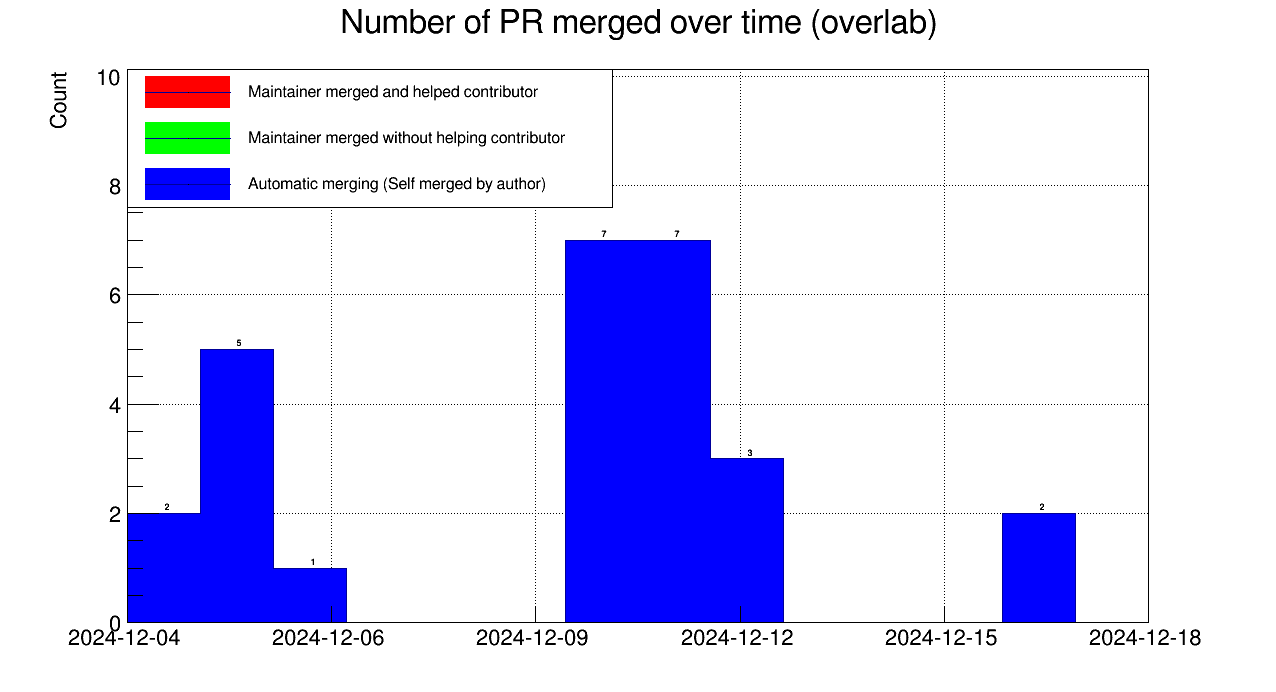 Number of PR merged over time (overlab)
Count
10
Maintainer merged and helped contributor
Maintainer merged without helping contributor
8
Automatic merging (Self merged by author)
7 7
6
5
4
3
2
2 2
1
0
2024-12-04 2024-12-06 2024-12-09 2024-12-12 2024-12-15 2024-12-18